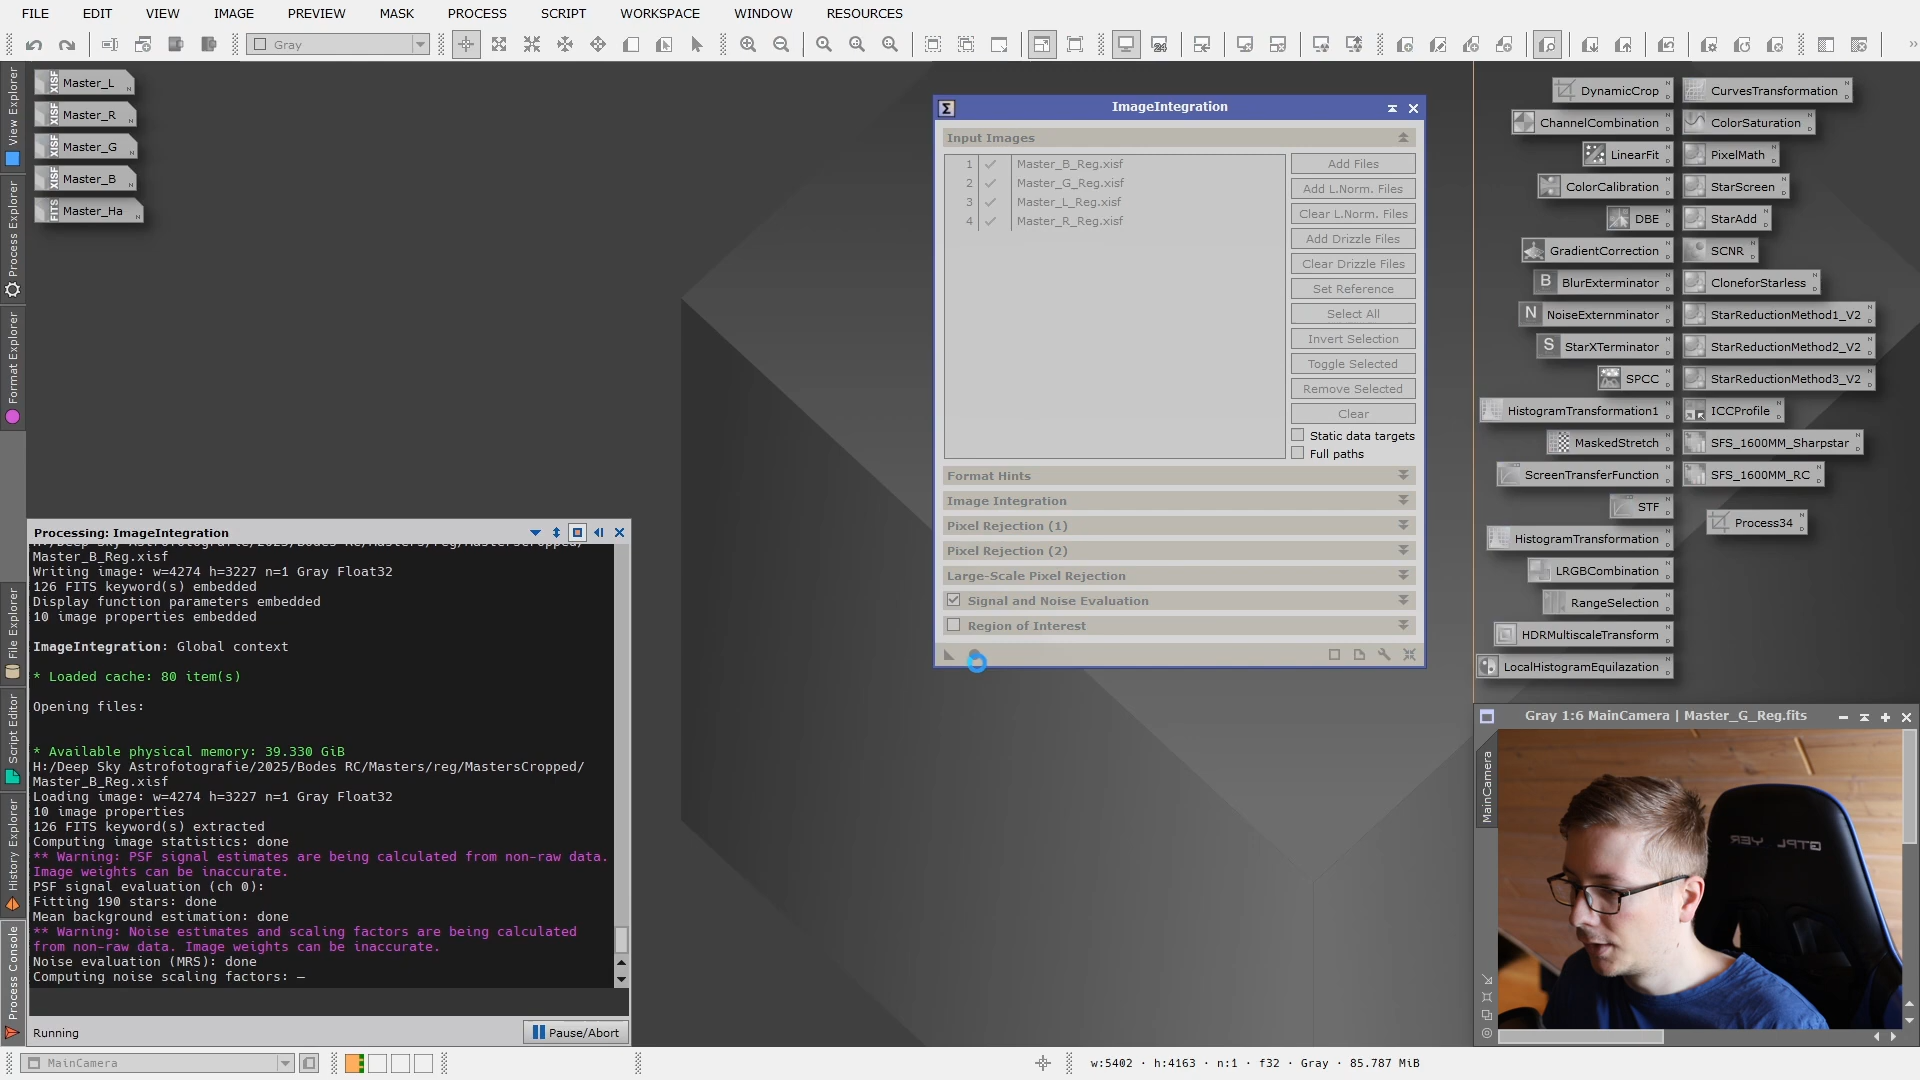 FILE EDIT VIEW IMAGE PREVIEW MASK PROCESS SCRIPT WORKSPACE WINDOW RESOURCES
Gray
View Explorer
Process Explorer
Format Explorer
File Explorer
Script Editor
History Explorer
Process Console
XISF Master_L N
XISF Master_R N
XISF Master_G N
XISF Master_B N
FITS Master_Ha N
Processing: ImageIntegration
Master_B_Reg.xisf
Writing image: w=4274 h=3227 n=1 Gray Float32
126 FITS keyword(s) embedded
Display function parameters embedded
10 image properties embedded
ImageIntegration: Global context
* Loaded cache: 80 item(s)
Opening files:
* Available physical memory: 39.330 GiB
H:/Deep Sky Astrofotografie/2025/Bodes RC/Masters/reg/MastersCropped/
Master_B_Reg.xisf
Loading image: w=4274 h=3227 n=1 Gray Float32
10 image properties
126 FITS keyword(s) extracted
Computing image statistics: done
** Warning: PSF signal estimates are being calculated from non-raw data.
Image weights can be inaccurate.
PSF signal evaluation (ch 0):
Fitting 190 stars: done
Mean background estimation: done
** Warning: Noise estimates and scaling factors are being calculated
from non-raw data. Image weights can be inaccurate.
Noise evaluation (MRS): done
Computing noise scaling factors: —
Running
Pause/Abort
ImageIntegration
Input Images
1 Master_B_Reg.xisf
2 Master_G_Reg.xisf
3 Master_L_Reg.xisf
4 Master_R_Reg.xisf
Add Files
Add L.Norm. Files
Clear L.Norm. Files
Add Drizzle Files
Clear Drizzle Files
Set Reference
Select All
Invert Selection
Toggle Selected
Remove Selected
Clear
Static data targets
Full paths
Format Hints
Image Integration
Pixel Rejection (1)
Pixel Rejection (2)
Large-Scale Pixel Rejection
Signal and Noise Evaluation
Region of Interest
DynamicCrop
ChannelCombination
LinearFit
ColorCalibration
DBE
GradientCorrection
B BlurExterminator
N NoiseExternminator
S StarXTerminator
SPCC
HistogramTransformation1
MaskedStretch
ScreenTransferFunction
STF
HistogramTransformation
LRGBCombination
RangeSelection
HDRMultiscaleTransform
LocalHistogramEquilazation
CurvesTransformation
ColorSaturation
PixelMath
StarScreen
StarAdd
SCNR
CloneforStarless
StarReductionMethod1_V2
StarReductionMethod2_V2
StarReductionMethod3_V2
ICCProfile
SFS_1600MM_Sharpstar
SFS_1600MM_RC
Process34
Gray 1:6 MainCamera | Master_G_Reg.fits
MainCamera
MainCamera
w:5402 · h:4163 · n:1 · f32 · Gray · 85.787 MiB